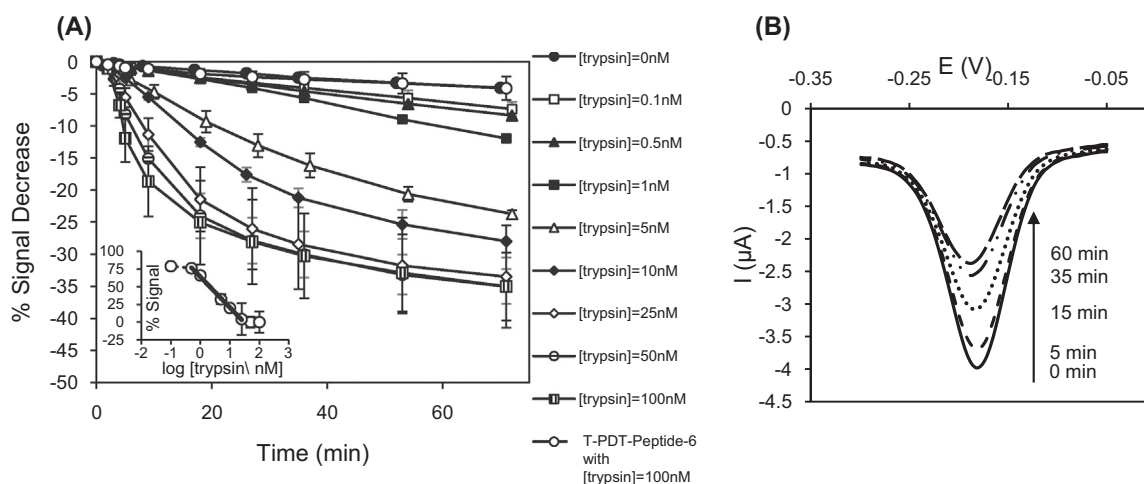 (A)
% Signal Decrease
0
-5
-10
-15
-20
-25
-30
-35
-40
-45
-50
0
20
40
60
Time (min)
% Signal
100
75
50
25
0
-25
-2
-1
0
1
2
3
log [trypsin\ nM]
[trypsin]=0nM
[trypsin]=0.1nM
[trypsin]=0.5nM
[trypsin]=1nM
[trypsin]=5nM
[trypsin]=10nM
[trypsin]=25nM
[trypsin]=50nM
[trypsin]=100nM
T-PDT-Peptide-6
with
[trypsin]=100nM
(B)
E (V)
-0.35
-0.25
-0.15
-0.05
0
-0.5
-1
-1.5
-2
-2.5
-3
-3.5
-4
-4.5
I (µA)
60 min
35 min
15 min
5 min
0 min